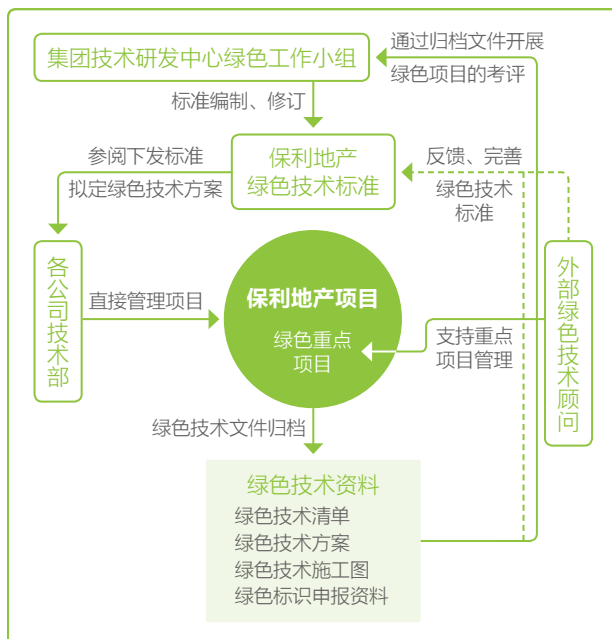 集团技术研发中心绿色工作小组
通过归档文件开展
绿色项目的考评
标准编制、修订
参阅下发标准
拟定绿色技术方案
保利地产
绿色技术标准
反馈、完善
绿色技术
标准
各公司技术部
直接管理项目
保利地产项目
绿色重点
项目
支持重点
项目管理
外部绿色技术顾问
绿色技术文件归档
绿色技术资料
绿色技术清单
绿色技术方案
绿色技术施工图
绿色标识申报资料